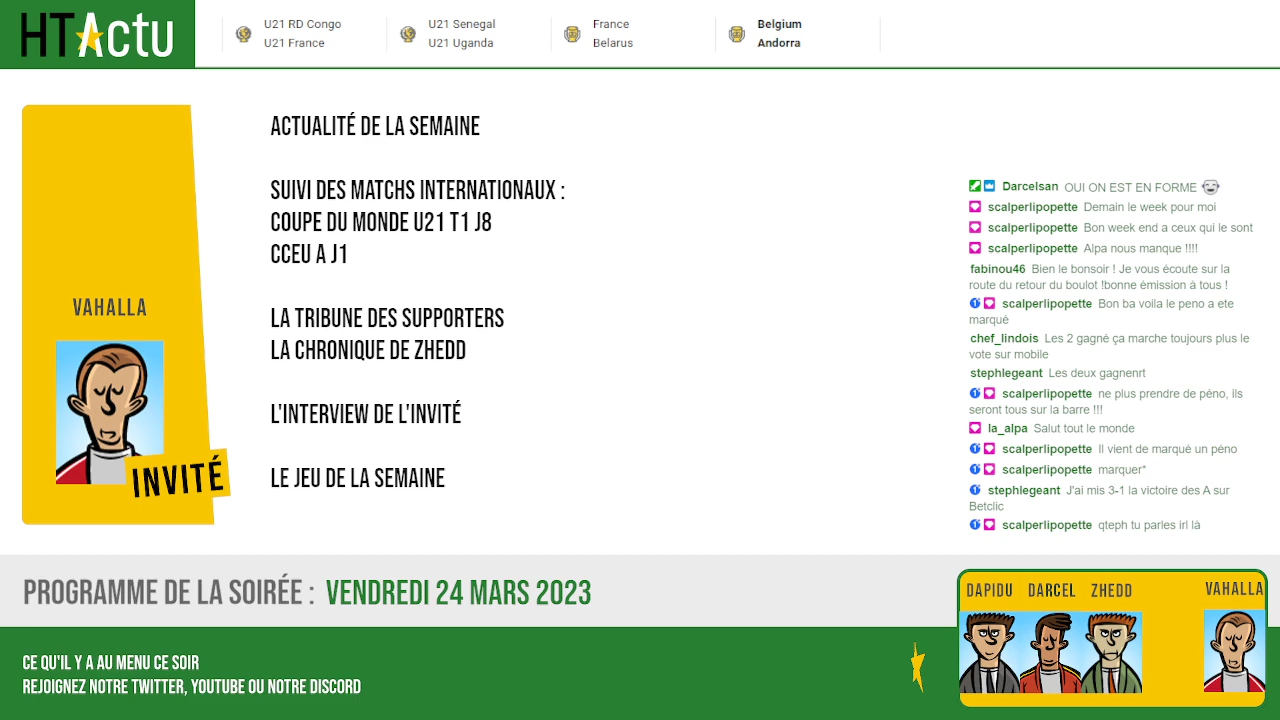 HTActu
U21 RD Congo
U21 France
U21 Senegal
U21 Uganda
France
Belarus
Belgium
Andorra
VAHALLA
INVITÉ
ACTUALITÉ DE LA SEMAINE
SUIVI DES MATCHS INTERNATIONAUX :
COUPE DU MONDE U21 T1 J8
CCEU A J1
LA TRIBUNE DES SUPPORTERS
LA CHRONIQUE DE ZHEDD
L'INTERVIEW DE L'INVITÉ
LE JEU DE LA SEMAINE
Darcelsan OUI ON EST EN FORME
scalperlipopette Demain le week pour moi
scalperlipopette Bon week end a ceux qui le sont
scalperlipopette Alpa nous manque !!!!
fabinou46 Bien le bonsoir ! Je vous écoute sur la
route du retour du boulot !bonne émission à tous !
scalperlipopette Bon ba voila le peno a ete
marqué
chef_lindois Les 2 gagné ça marche toujours plus le
vote sur mobile
stephlegeant Les deux gagnenrt
scalperlipopette ne plus prendre de péno, ils
seront tous sur la barre !!!
la_alpa Salut tout le monde
scalperlipopette Il vient de marqué un péno
scalperlipopette marquer*
stephlegeant J'ai mis 3-1 la victoire des A sur
Betclic
scalperlipopette qteph tu parles irl là
PROGRAMME DE LA SOIRÉE : VENDREDI 24 MARS 2023
DAPIDU DARCEL ZHEDD VAHALLA
CE QU'IL Y A AU MENU CE SOIR
REJOIGNEZ NOTRE TWITTER, YOUTUBE OU NOTRE DISCORD